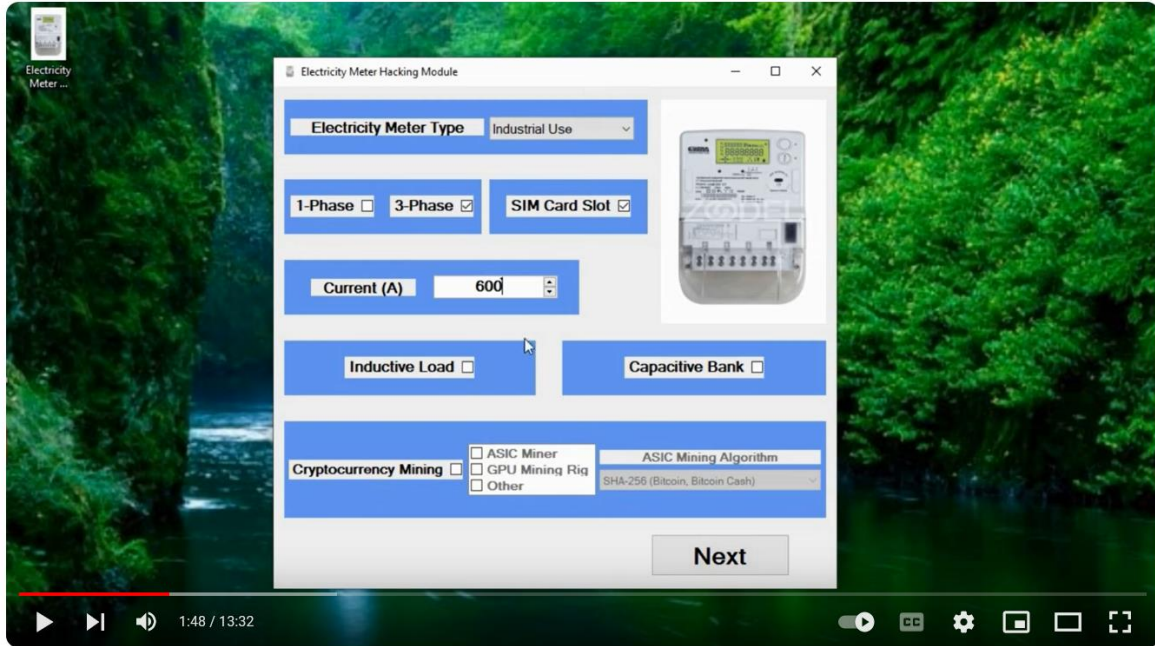 Electricity
Meter ...
Electricity Meter Hacking Module
Electricity Meter Type
Industrial Use
1-Phase
3-Phase
SIM Card Slot
Current (A)
600
Inductive Load
Capacitive Bank
Cryptocurrency Mining
ASIC Miner
GPU Mining Rig
Other
ASIC Mining Algorithm
SHA-256 (Bitcoin, Bitcoin Cash)
Next
1:48 / 13:32
CC